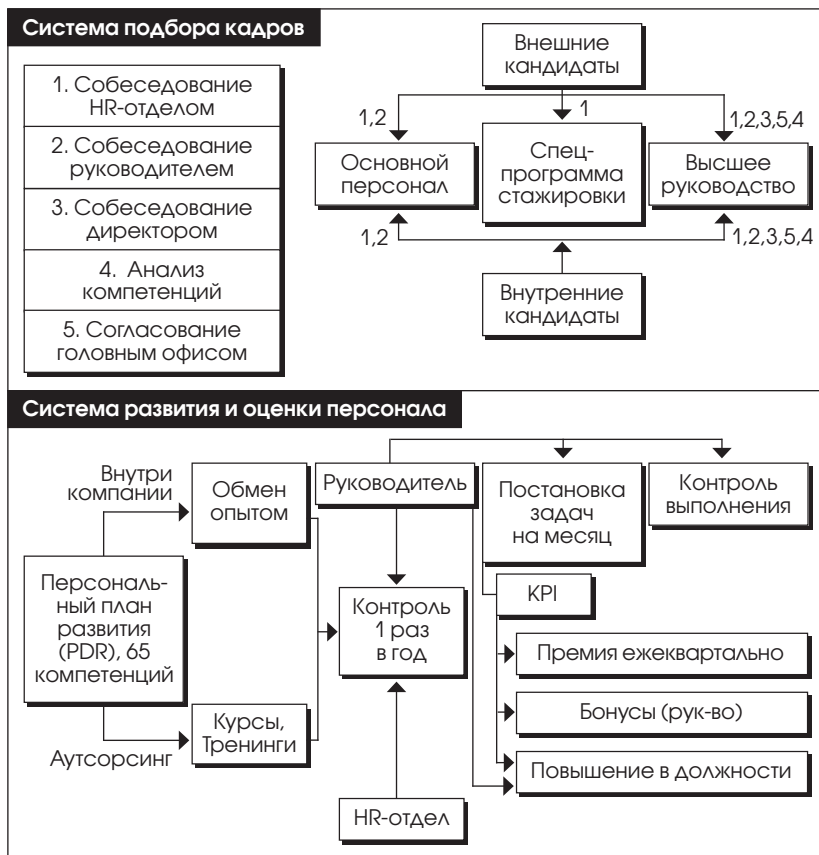 Система подбора кадров
1. Собеседование
HR-отделом
2. Собеседование
руководителем
3. Собеседование
директором
4. Анализ
компетенций
5. Согласование
головным офисом
Внешние
кандидаты
1,2
1
1,2,3,5,4
Основной
персонал
Спец-
программа
стажировки
Высшее
руководство
1,2
1,2,3,5,4
Внутренние
кандидаты
Система развития и оценки персонала
Внутри
компании
Обмен
опытом
Руководитель
Постановка
задач
на месяц
Контроль
выполнения
Персональ-
ный план
развития
(PDR), 65
компетенций
Контроль
1 раз
в год
KPI
Премия ежеквартально
Бонусы (рук-во)
Повышение в должности
Аутсорсинг
Курсы,
Тренинги
HR-отдел